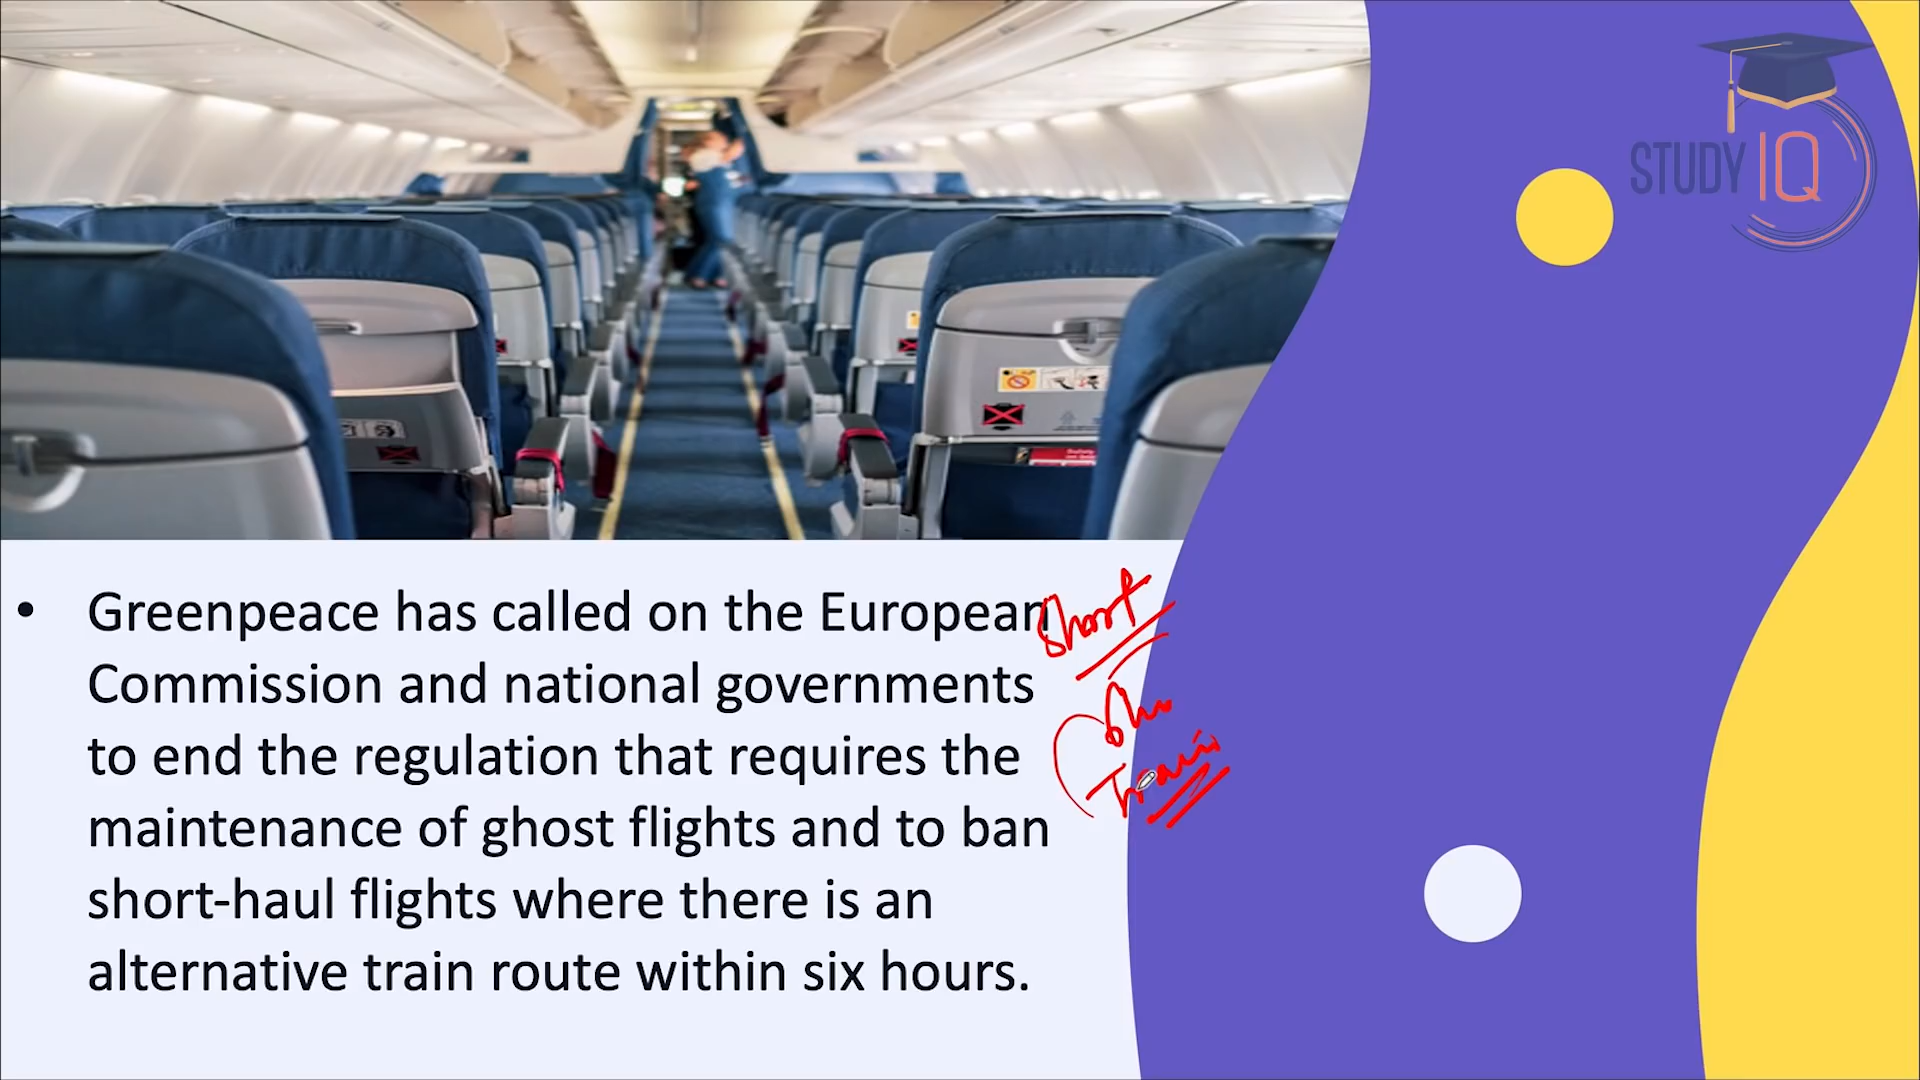 STUDY IQ
• Greenpeace has called on the European
Commission and national governments
to end the regulation that requires the
maintenance of ghost flights and to ban
short-haul flights where there is an
alternative train route within six hours.
Short
Train